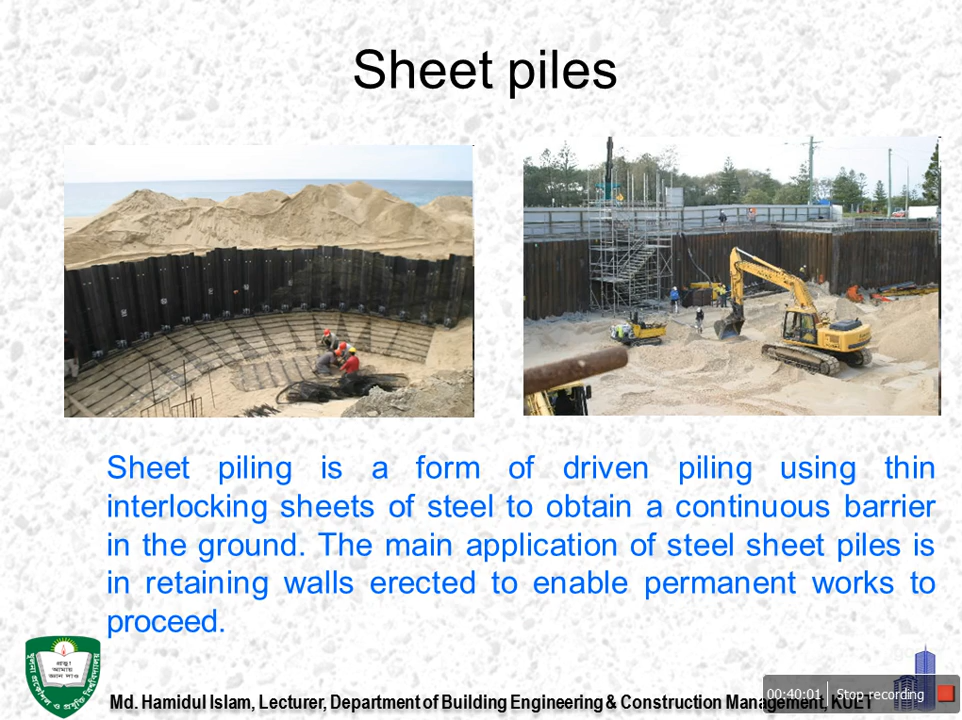 Sheet piles
Sheet piling is a form of driven piling using thin
interlocking sheets of steel to obtain a continuous barrier
in the ground. The main application of steel sheet piles is
in retaining walls erected to enable permanent works to
proceed.
Md. Hamidul Islam, Lecturer, Department of Building Engineering & Construction Management, KUET
00:40:01 Stop recording